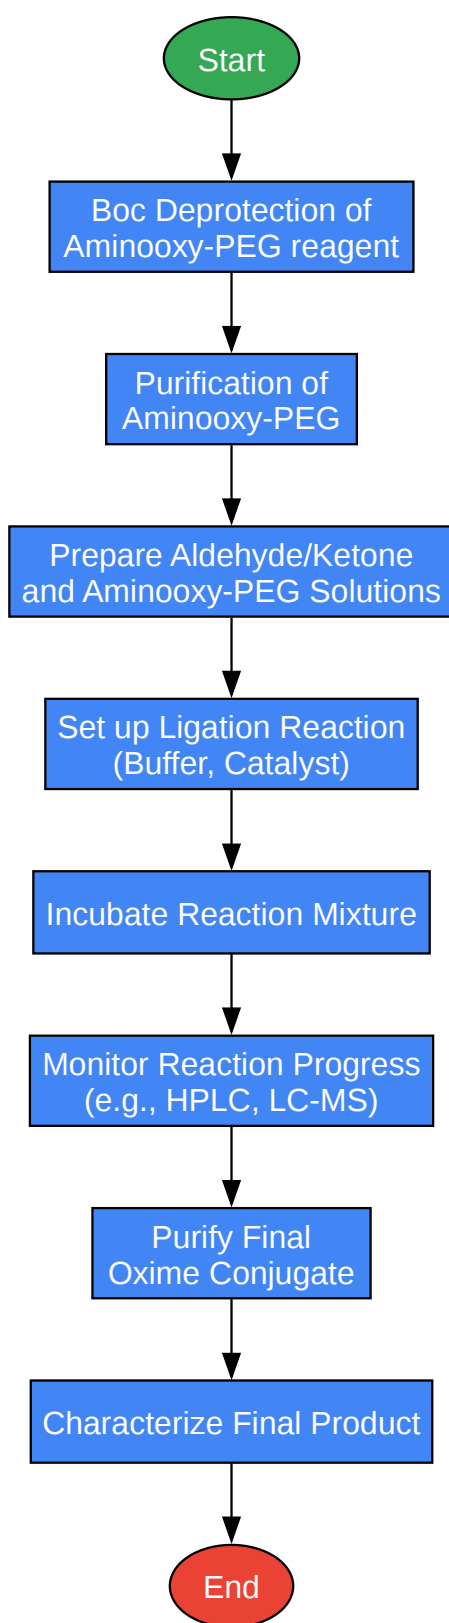 Start
Boc Deprotection of
Aminooxy-PEG reagent
Purification of
Aminooxy-PEG
Prepare Aldehyde/Ketone
and Aminooxy-PEG Solutions
Set up Ligation Reaction
(Buffer, Catalyst)
Incubate Reaction Mixture
Monitor Reaction Progress
(e.g., HPLC, LC-MS)
Purify Final
Oxime Conjugate
Characterize Final Product
End